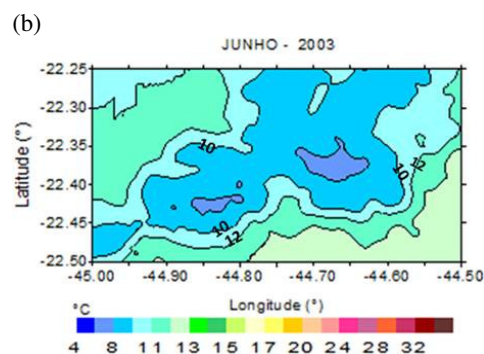 (b)
JUNHO - 2003
Latitude (°)
-22.25
-22.30
-22.35
-22.40
-22.45
-22.50
10
10
12
10
12
-45.00 -44.90 -44.80 -44.70 -44.60 -44.50
°C
Longitude (°)
4 8 11 13 15 17 20 24 28 32